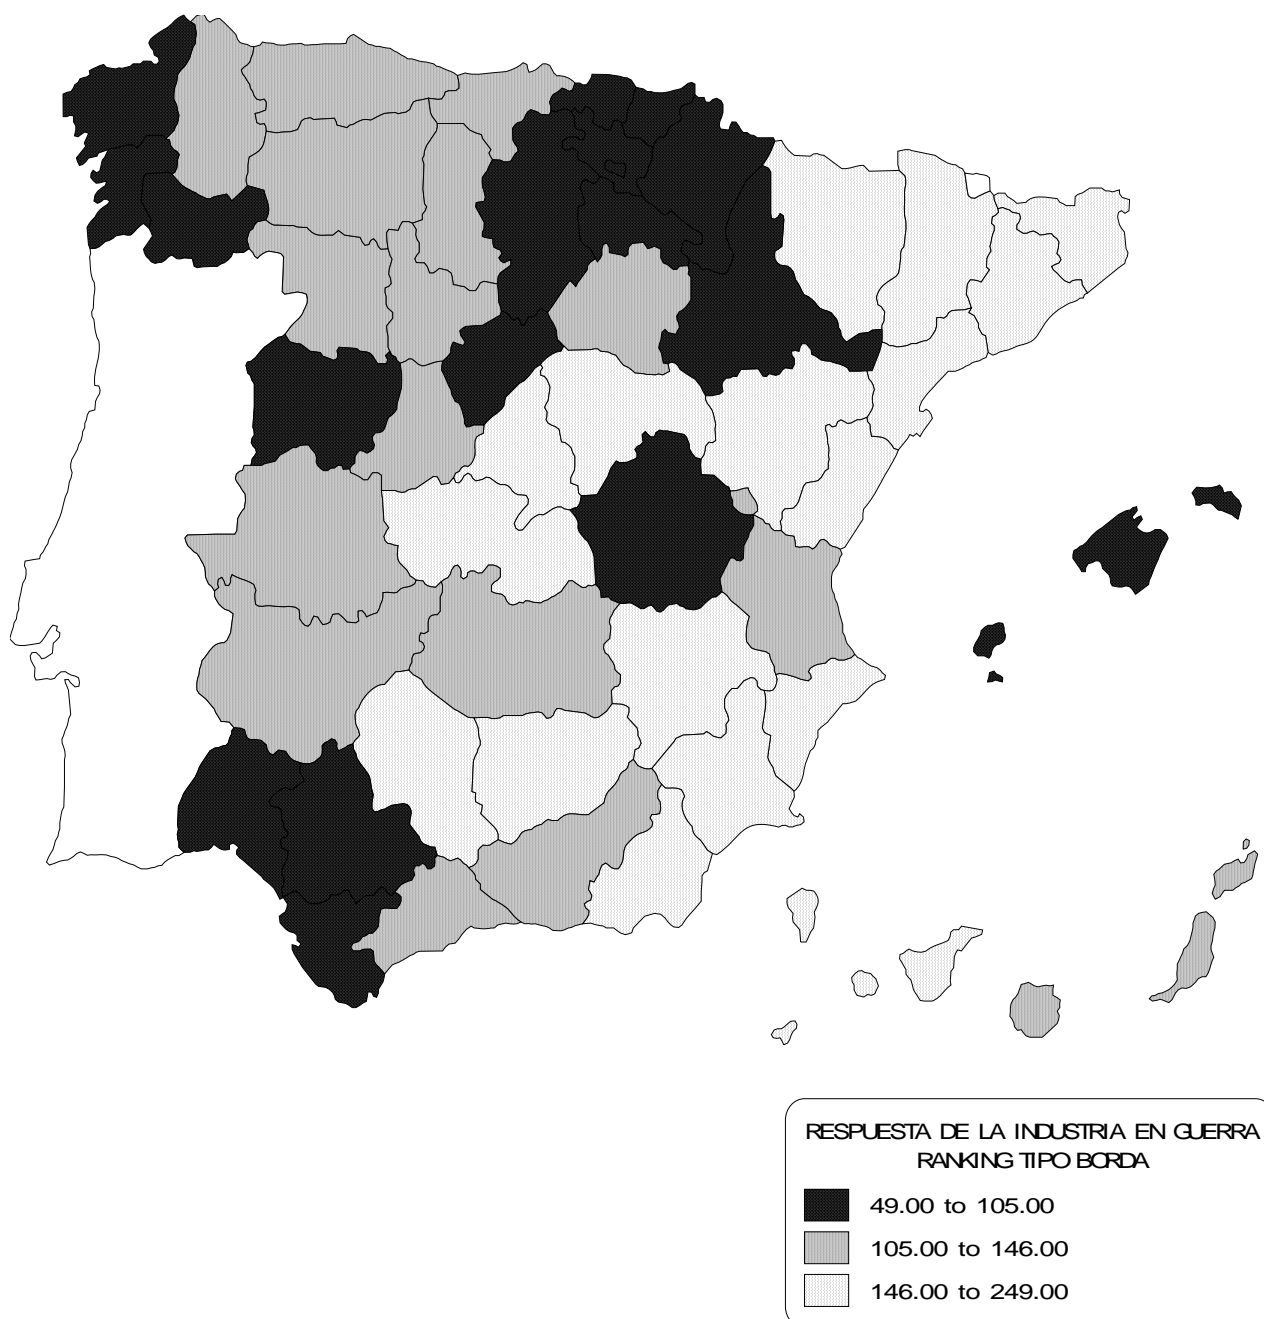 RESPUESTA DE LA INDUSTRIA EN GUERRA
RANKING TIPO BORDA
49.00 to 105.00
105.00 to 146.00
146.00 to 249.00